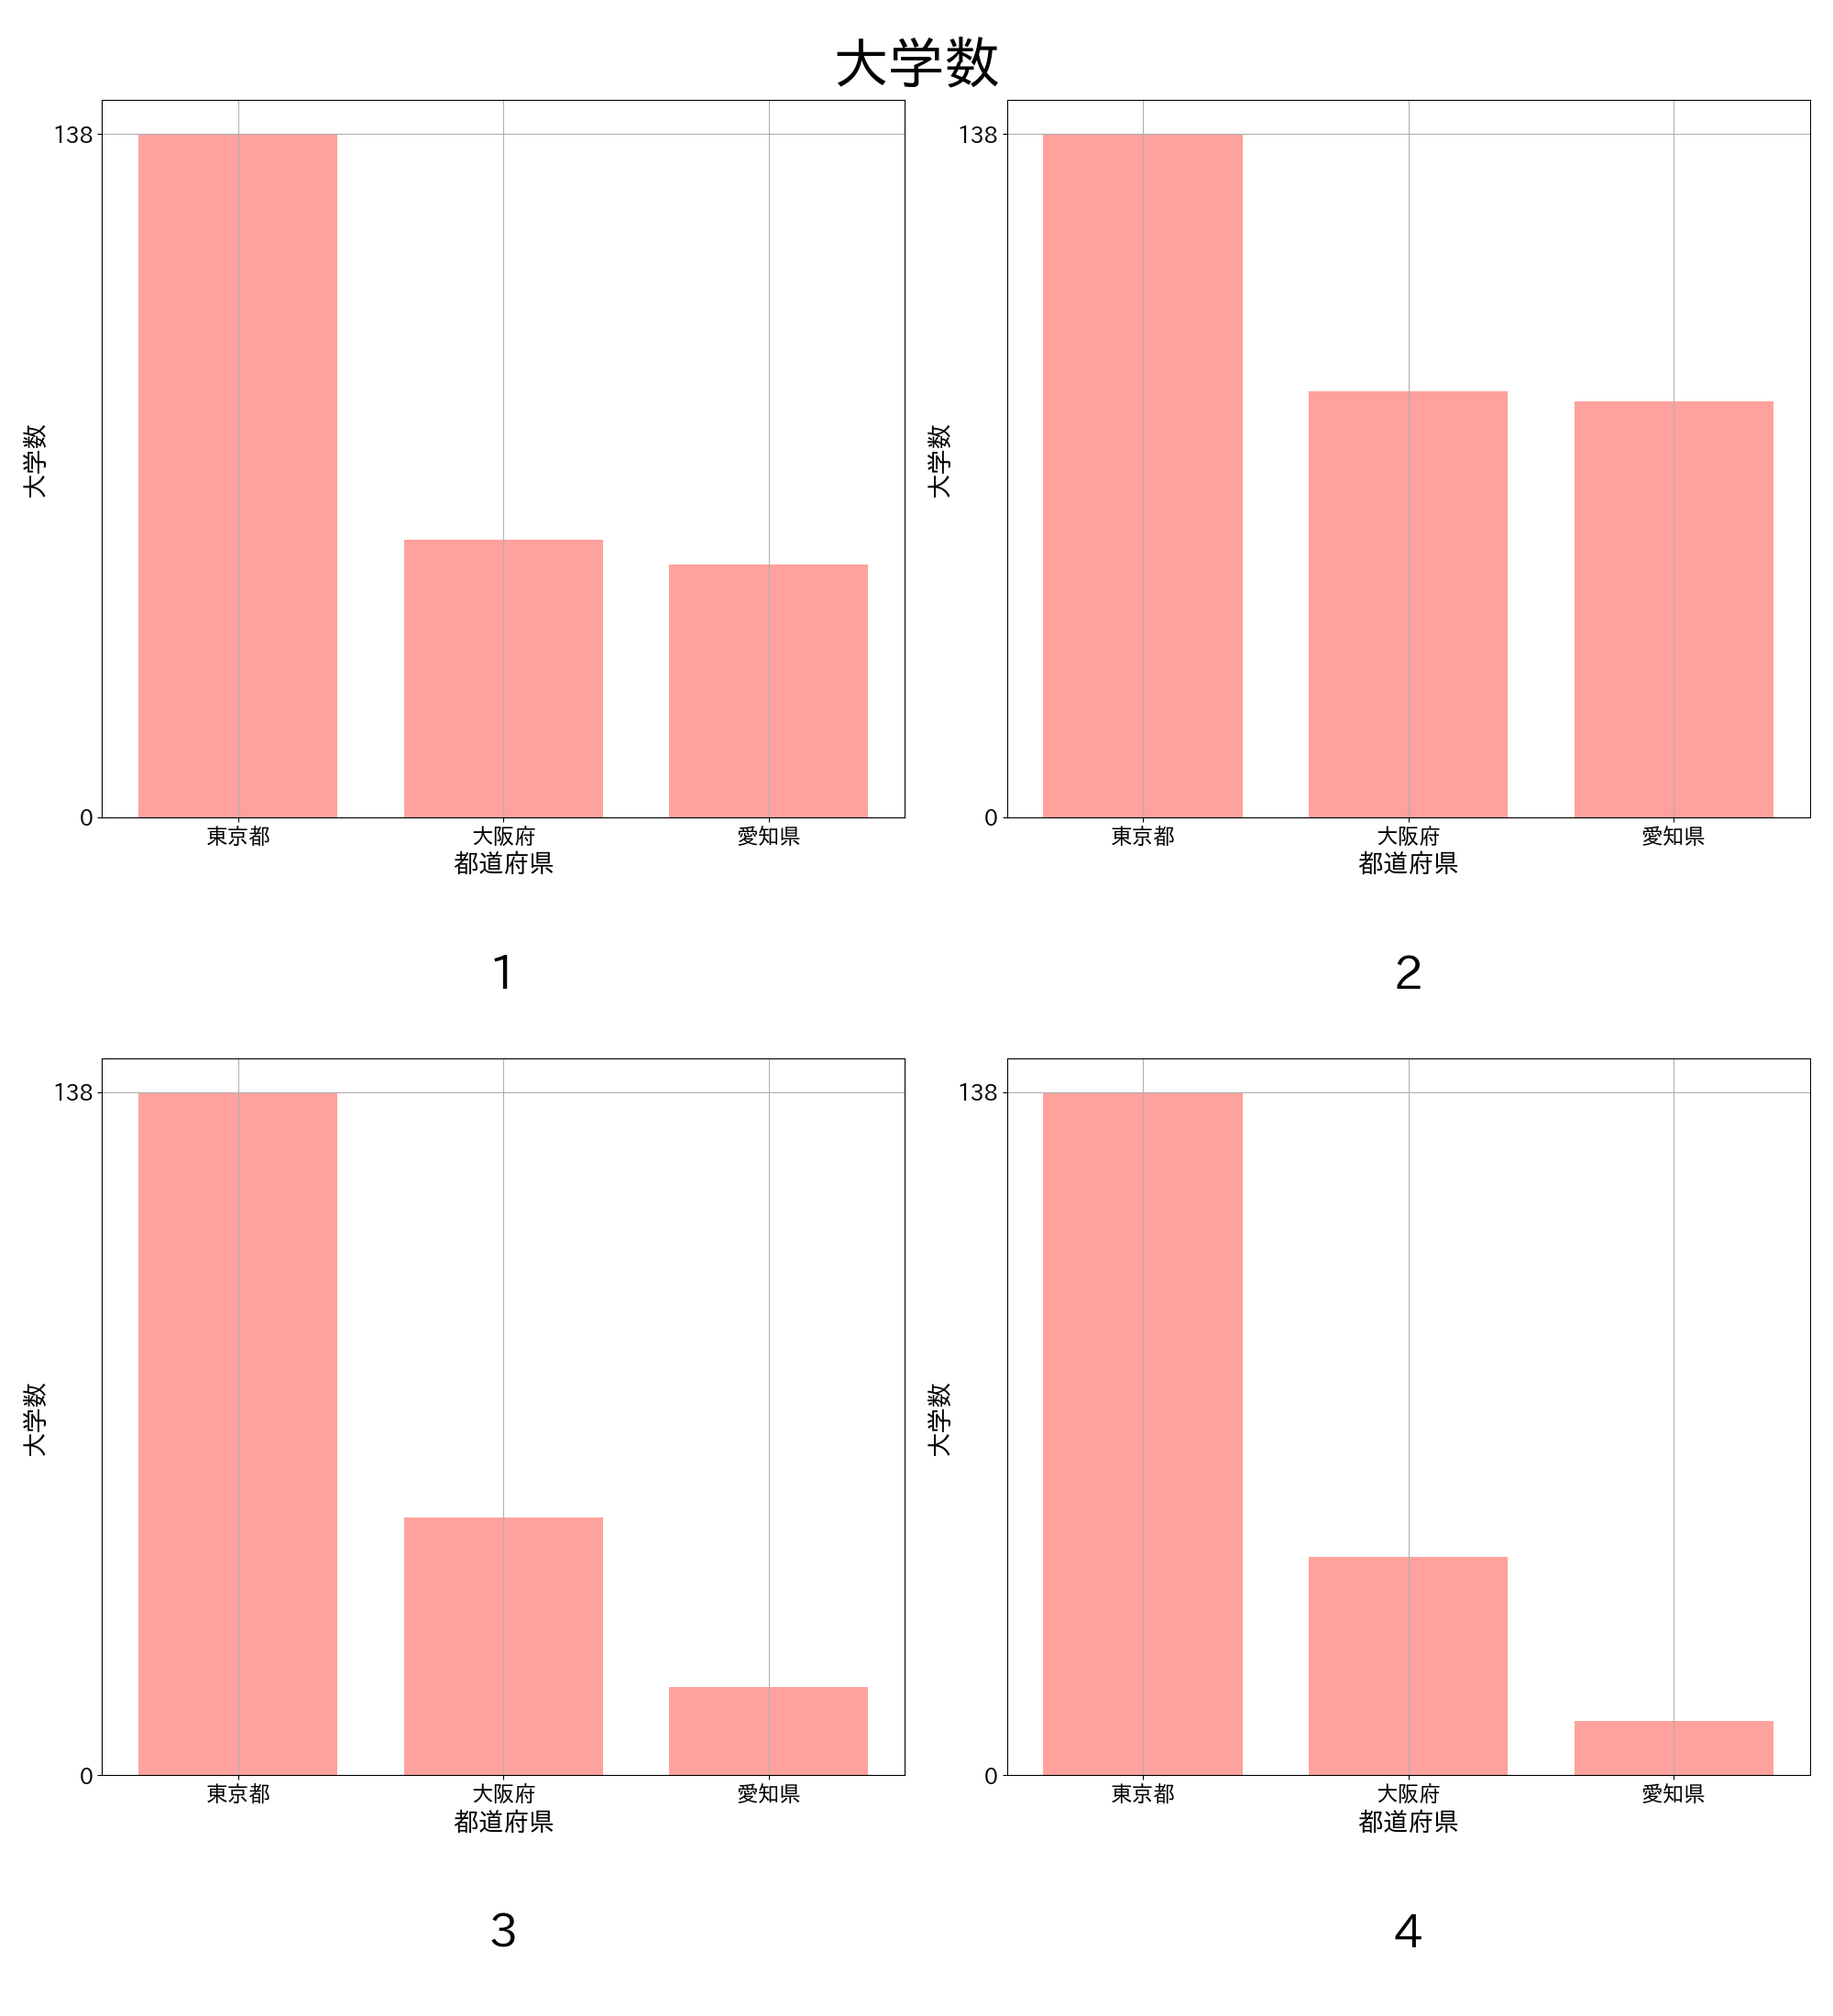 大学数
138
0
大学数
東京都 大阪府 愛知県
都道府県
1
138
0
大学数
東京都 大阪府 愛知県
都道府県
2
138
0
大学数
東京都 大阪府 愛知県
都道府県
3
138
0
大学数
東京都 大阪府 愛知県
都道府県
4